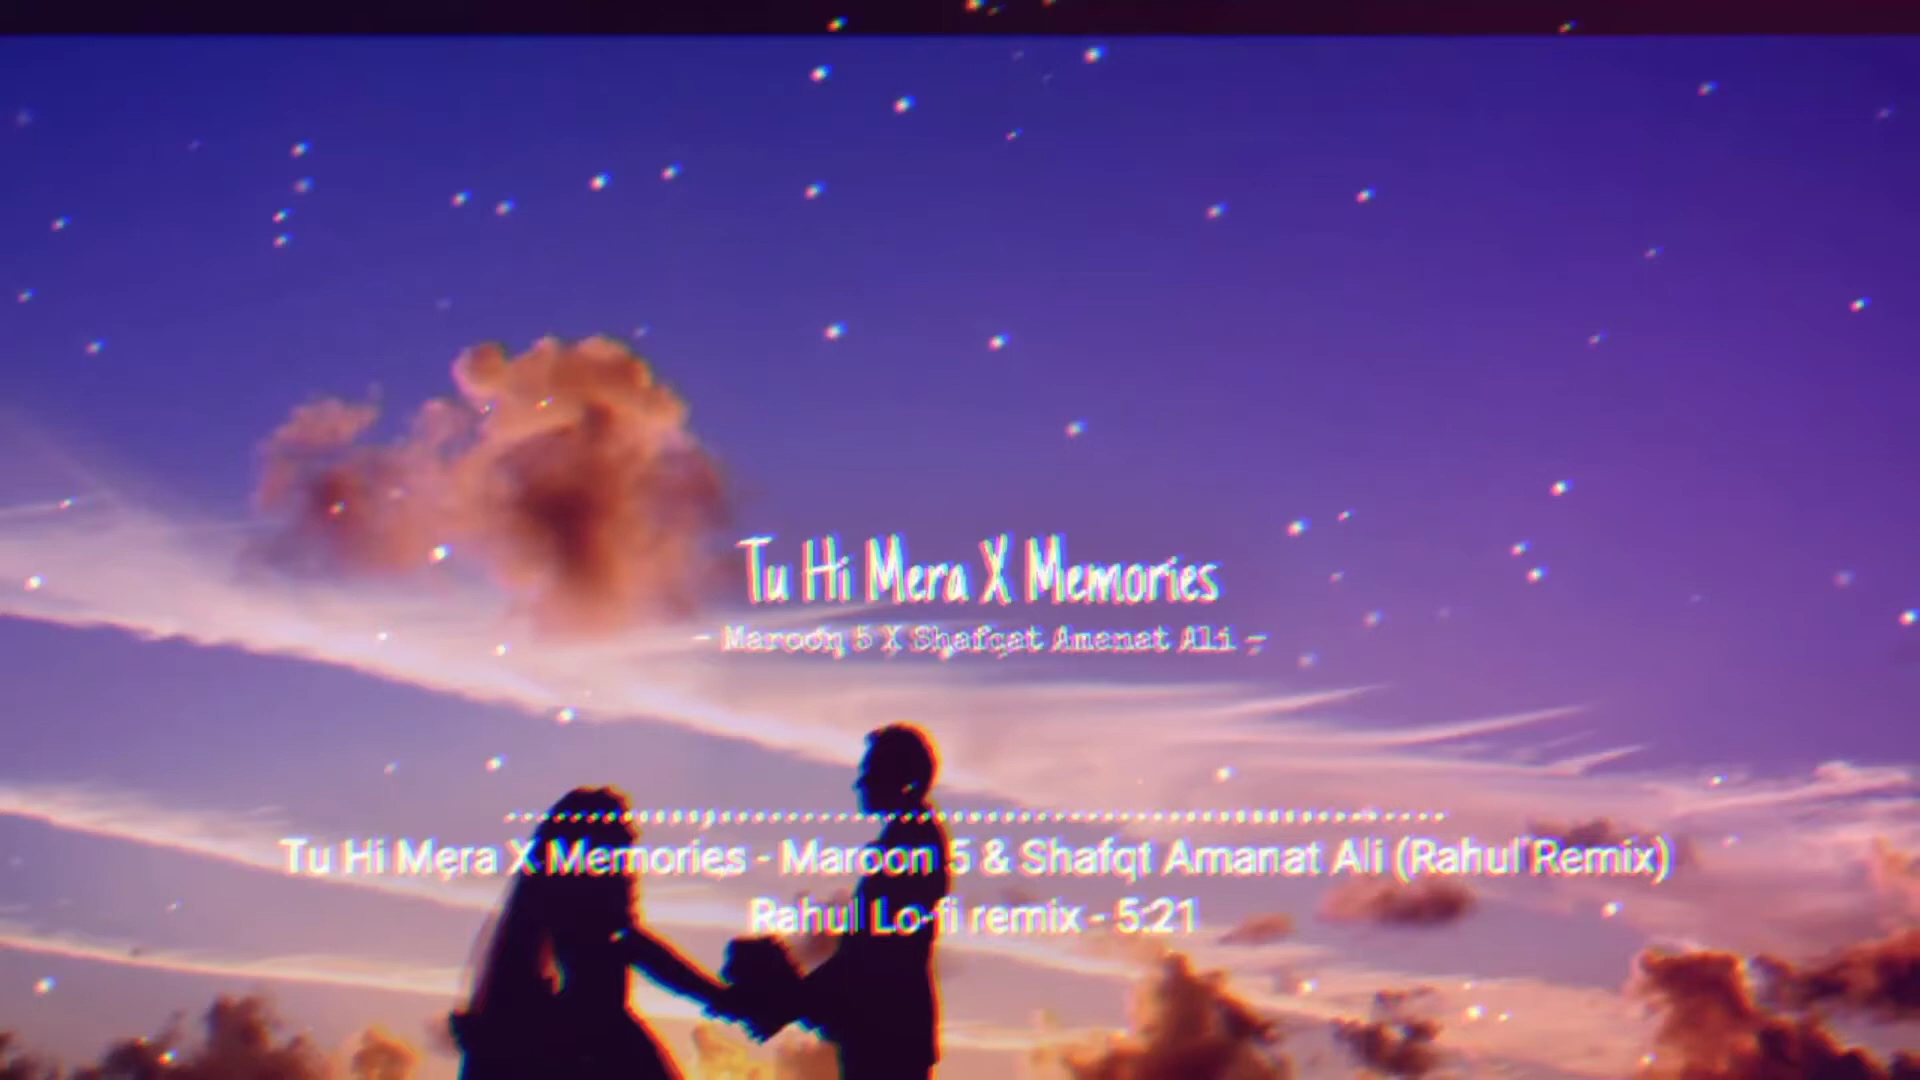 Tu Hi Mera X Memories
- Maroon 5 X Shafqat Amanat Ali -
Tu Hi Mera X Memories - Maroon 5 & Shafqt Amanat Ali (Rahul Remix)
Rahul Lo-fi remix - 5:21